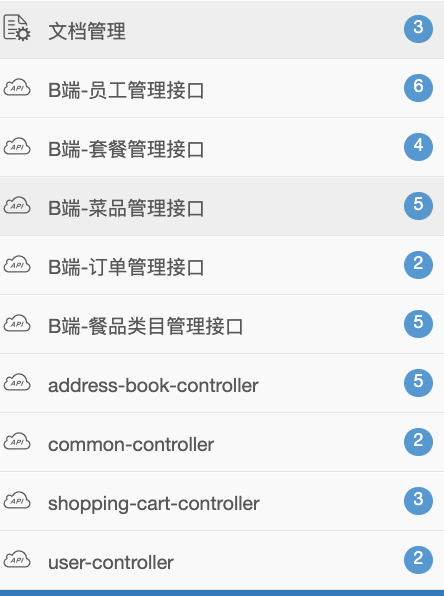 文档管理 3
API B端-员工管理接口 6
API B端-套餐管理接口 4
API B端-菜品管理接口 5
API B端-订单管理接口 2
API B端-餐品类目管理接口 5
API address-book-controller 5
API common-controller 2
API shopping-cart-controller 3
API user-controller 2